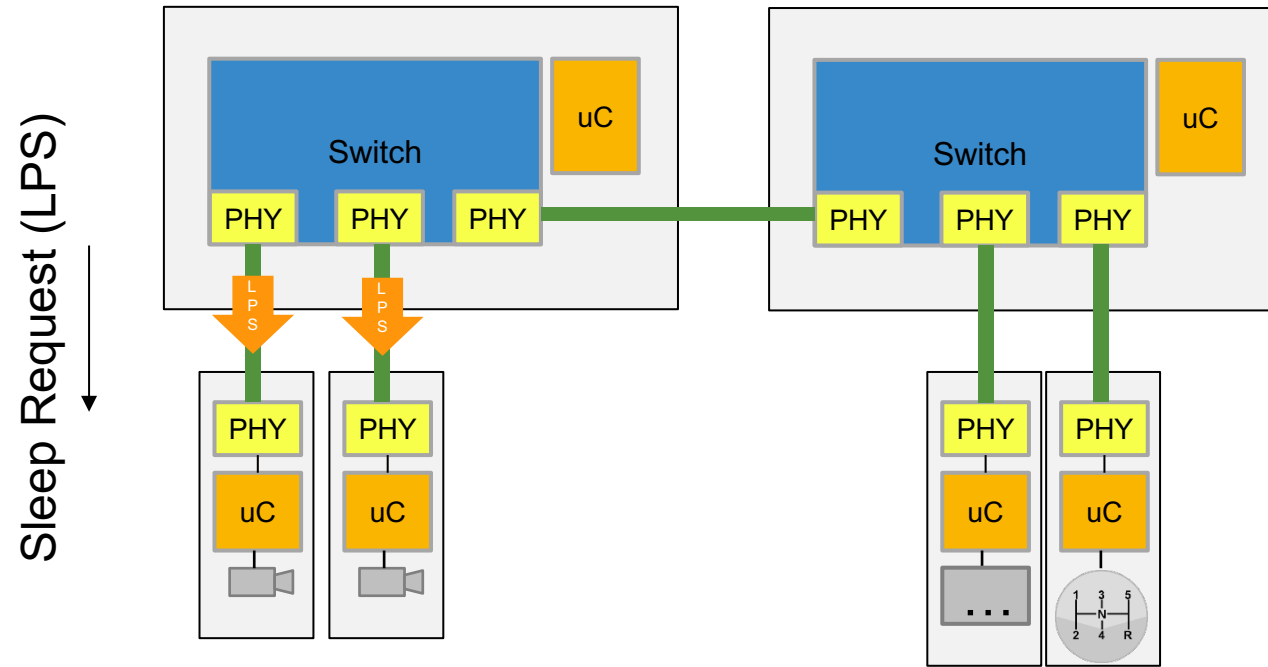 Sleep Request (LPS)
Switch
uC
PHY
PHY
PHY
L
P
S
L
P
S
PHY
uC
PHY
uC
Switch
uC
PHY
PHY
PHY
PHY
uC
...
PHY
uC
1 3 5
N
2 4 R